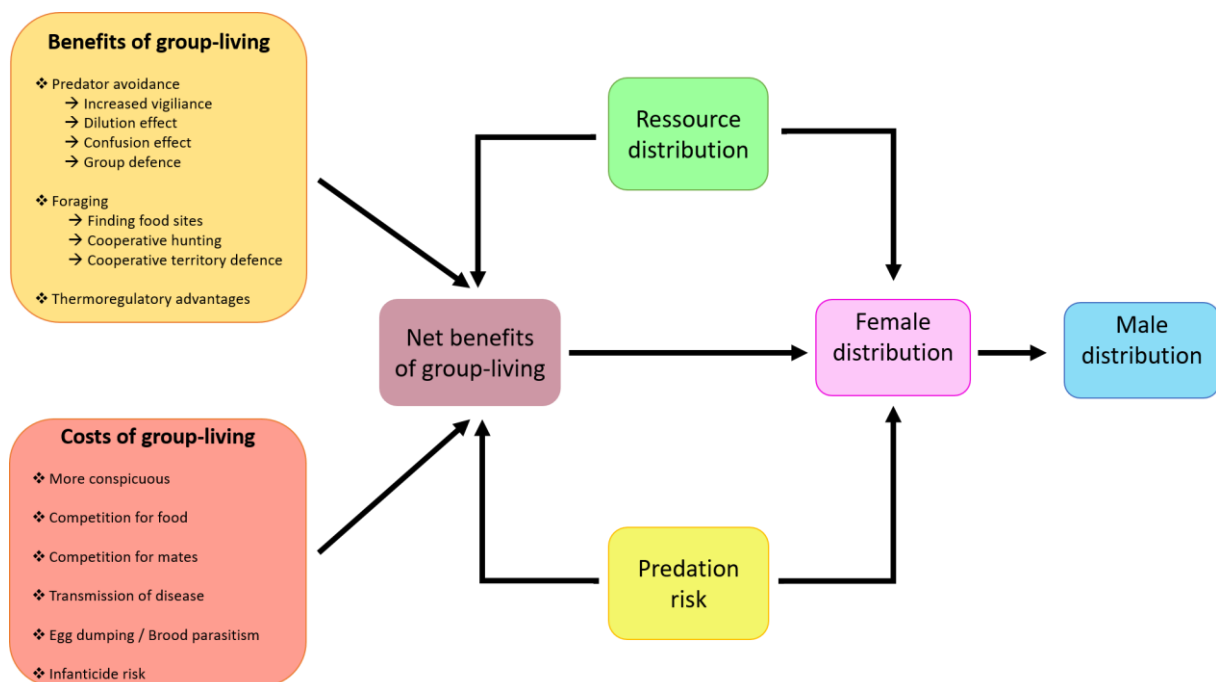 Benefits of group-living
❖ Predator avoidance
→ Increased vigiliance
→ Dilution effect
→ Confusion effect
→ Group defence
❖ Foraging
→ Finding food sites
→ Cooperative hunting
→ Cooperative territory defence
❖ Thermoregulatory advantages
Costs of group-living
❖ More conspicuous
❖ Competition for food
❖ Competition for mates
❖ Transmission of disease
❖ Egg dumping / Brood parasitism
❖ Infanticide risk
Net benefits
of group-living
Ressource
distribution
Predation
risk
Female
distribution
Male
distribution